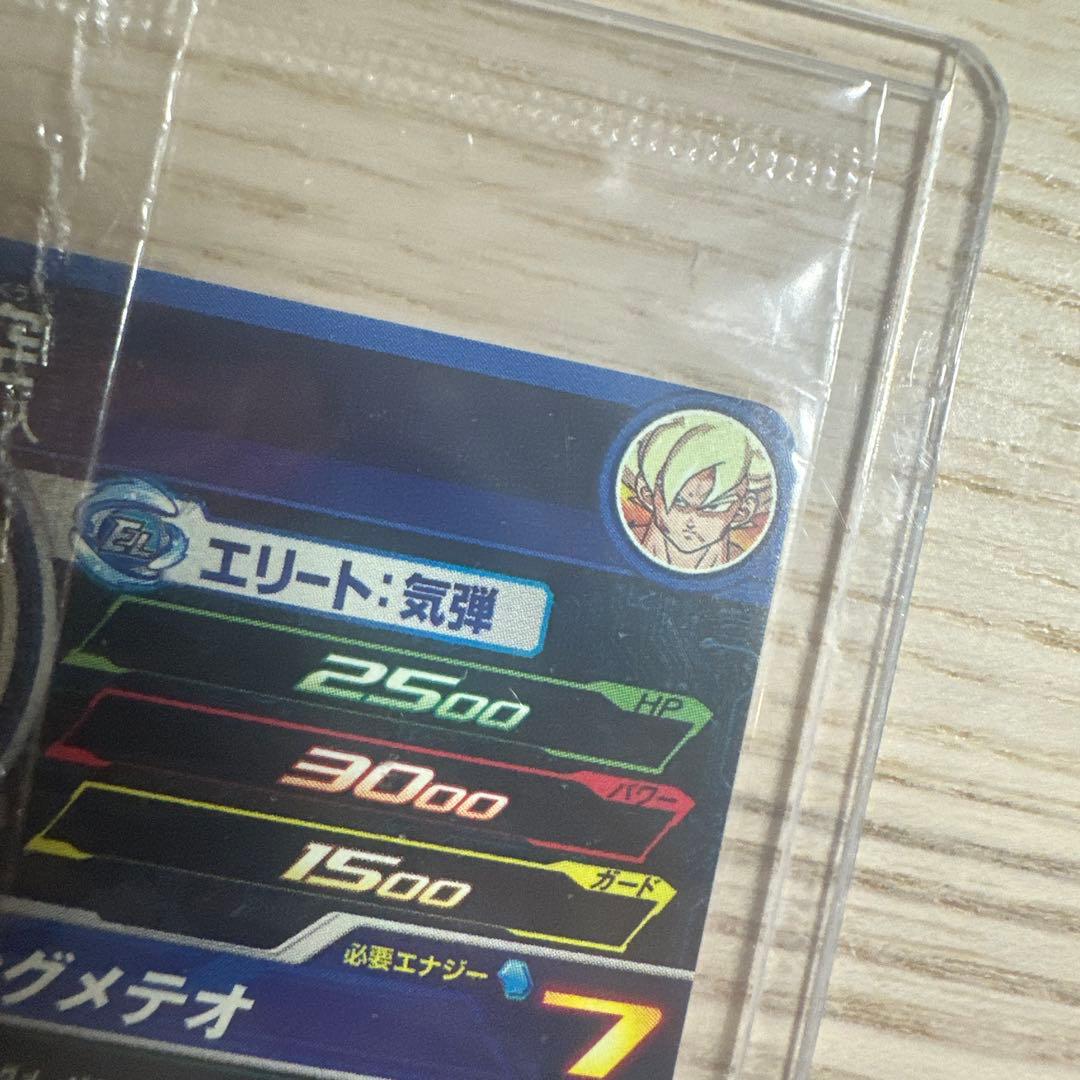 EL
エリート:気弾
2500 HP
3000 パワー
1500 ガード
必要エナジー 7
グメテオ